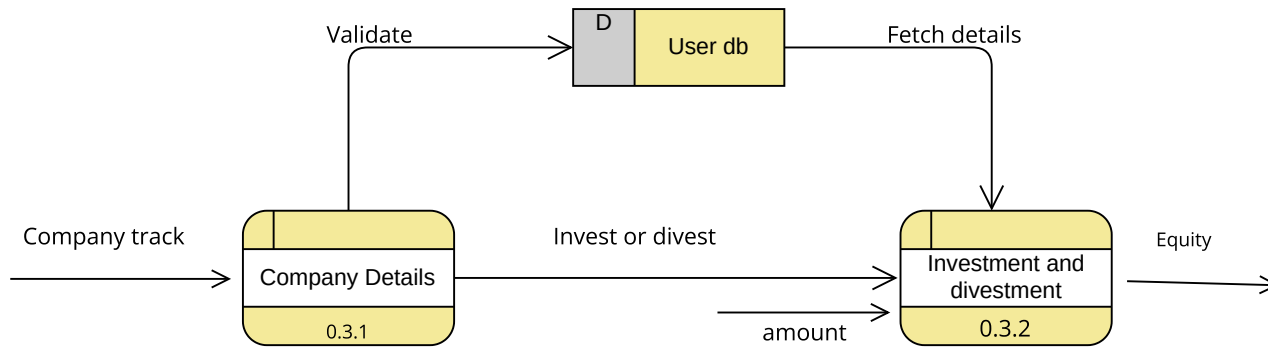 D
Validate
User db
Fetch details
Company track
Invest or divest
Equity
Company Details
Investment and
divestment
amount
0.3.1
0.3.2